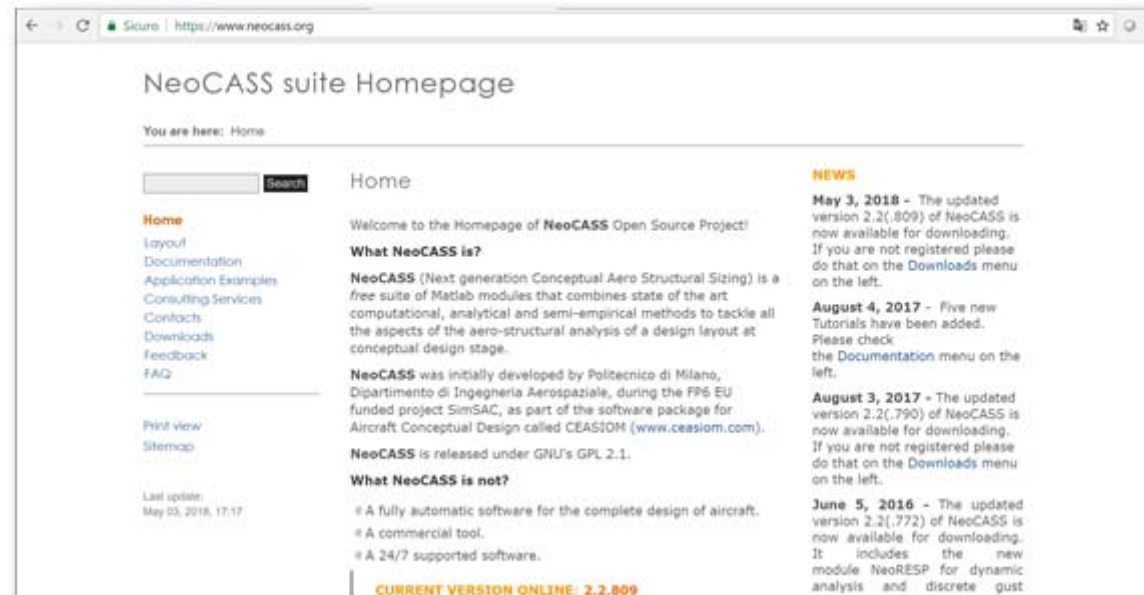 Sicuro | https://www.neocass.org
NeoCASS suite Homepage
You are here: Home
Search
Home
Layout
Documentation
Application Examples
Consulting Services
Contacts
Downloads
Feedback
FAQ
Print view
Sitemap
Last update:
May 03, 2018, 17:17
Home
Welcome to the Homepage of NeoCASS Open Source Project!
What NeoCASS is?
NeoCASS (Next generation Conceptual Aero Structural Sizing) is a
free suite of Matlab modules that combines state of the art
computational, analytical and semi-empirical methods to tackle all
the aspects of the aero-structural analysis of a design layout at
conceptual design stage.
NeoCASS was initially developed by Politecnico di Milano,
Dipartimento di Ingegneria Aerospaziale, during the FP6 EU
funded project SimSAC, as part of the software package for
Aircraft Conceptual Design called CEASIOM (www.ceasiom.com).
NeoCASS is released under GNU's GPL 2.1.
What NeoCASS is not?
A fully automatic software for the complete design of aircraft.
A commercial tool.
A 24/7 supported software.
CURRENT VERSION ONLINE: 2.2.809
NEWS
May 3, 2018 - The updated
version 2.2(.809) of NeoCASS is
now available for downloading.
If you are not registered please
do that on the Downloads menu
on the left.
August 4, 2017 - Five new
Tutorials have been added.
Please check
the Documentation menu on the
left.
August 3, 2017 - The updated
version 2.2(.790) of NeoCASS is
now available for downloading.
If you are not registered please
do that on the Downloads menu
on the left.
June 5, 2016 - The updated
version 2.2(.772) of NeoCASS is
now available for downloading.
It includes the new
module NeoRESP for dynamic
analysis and discrete gust